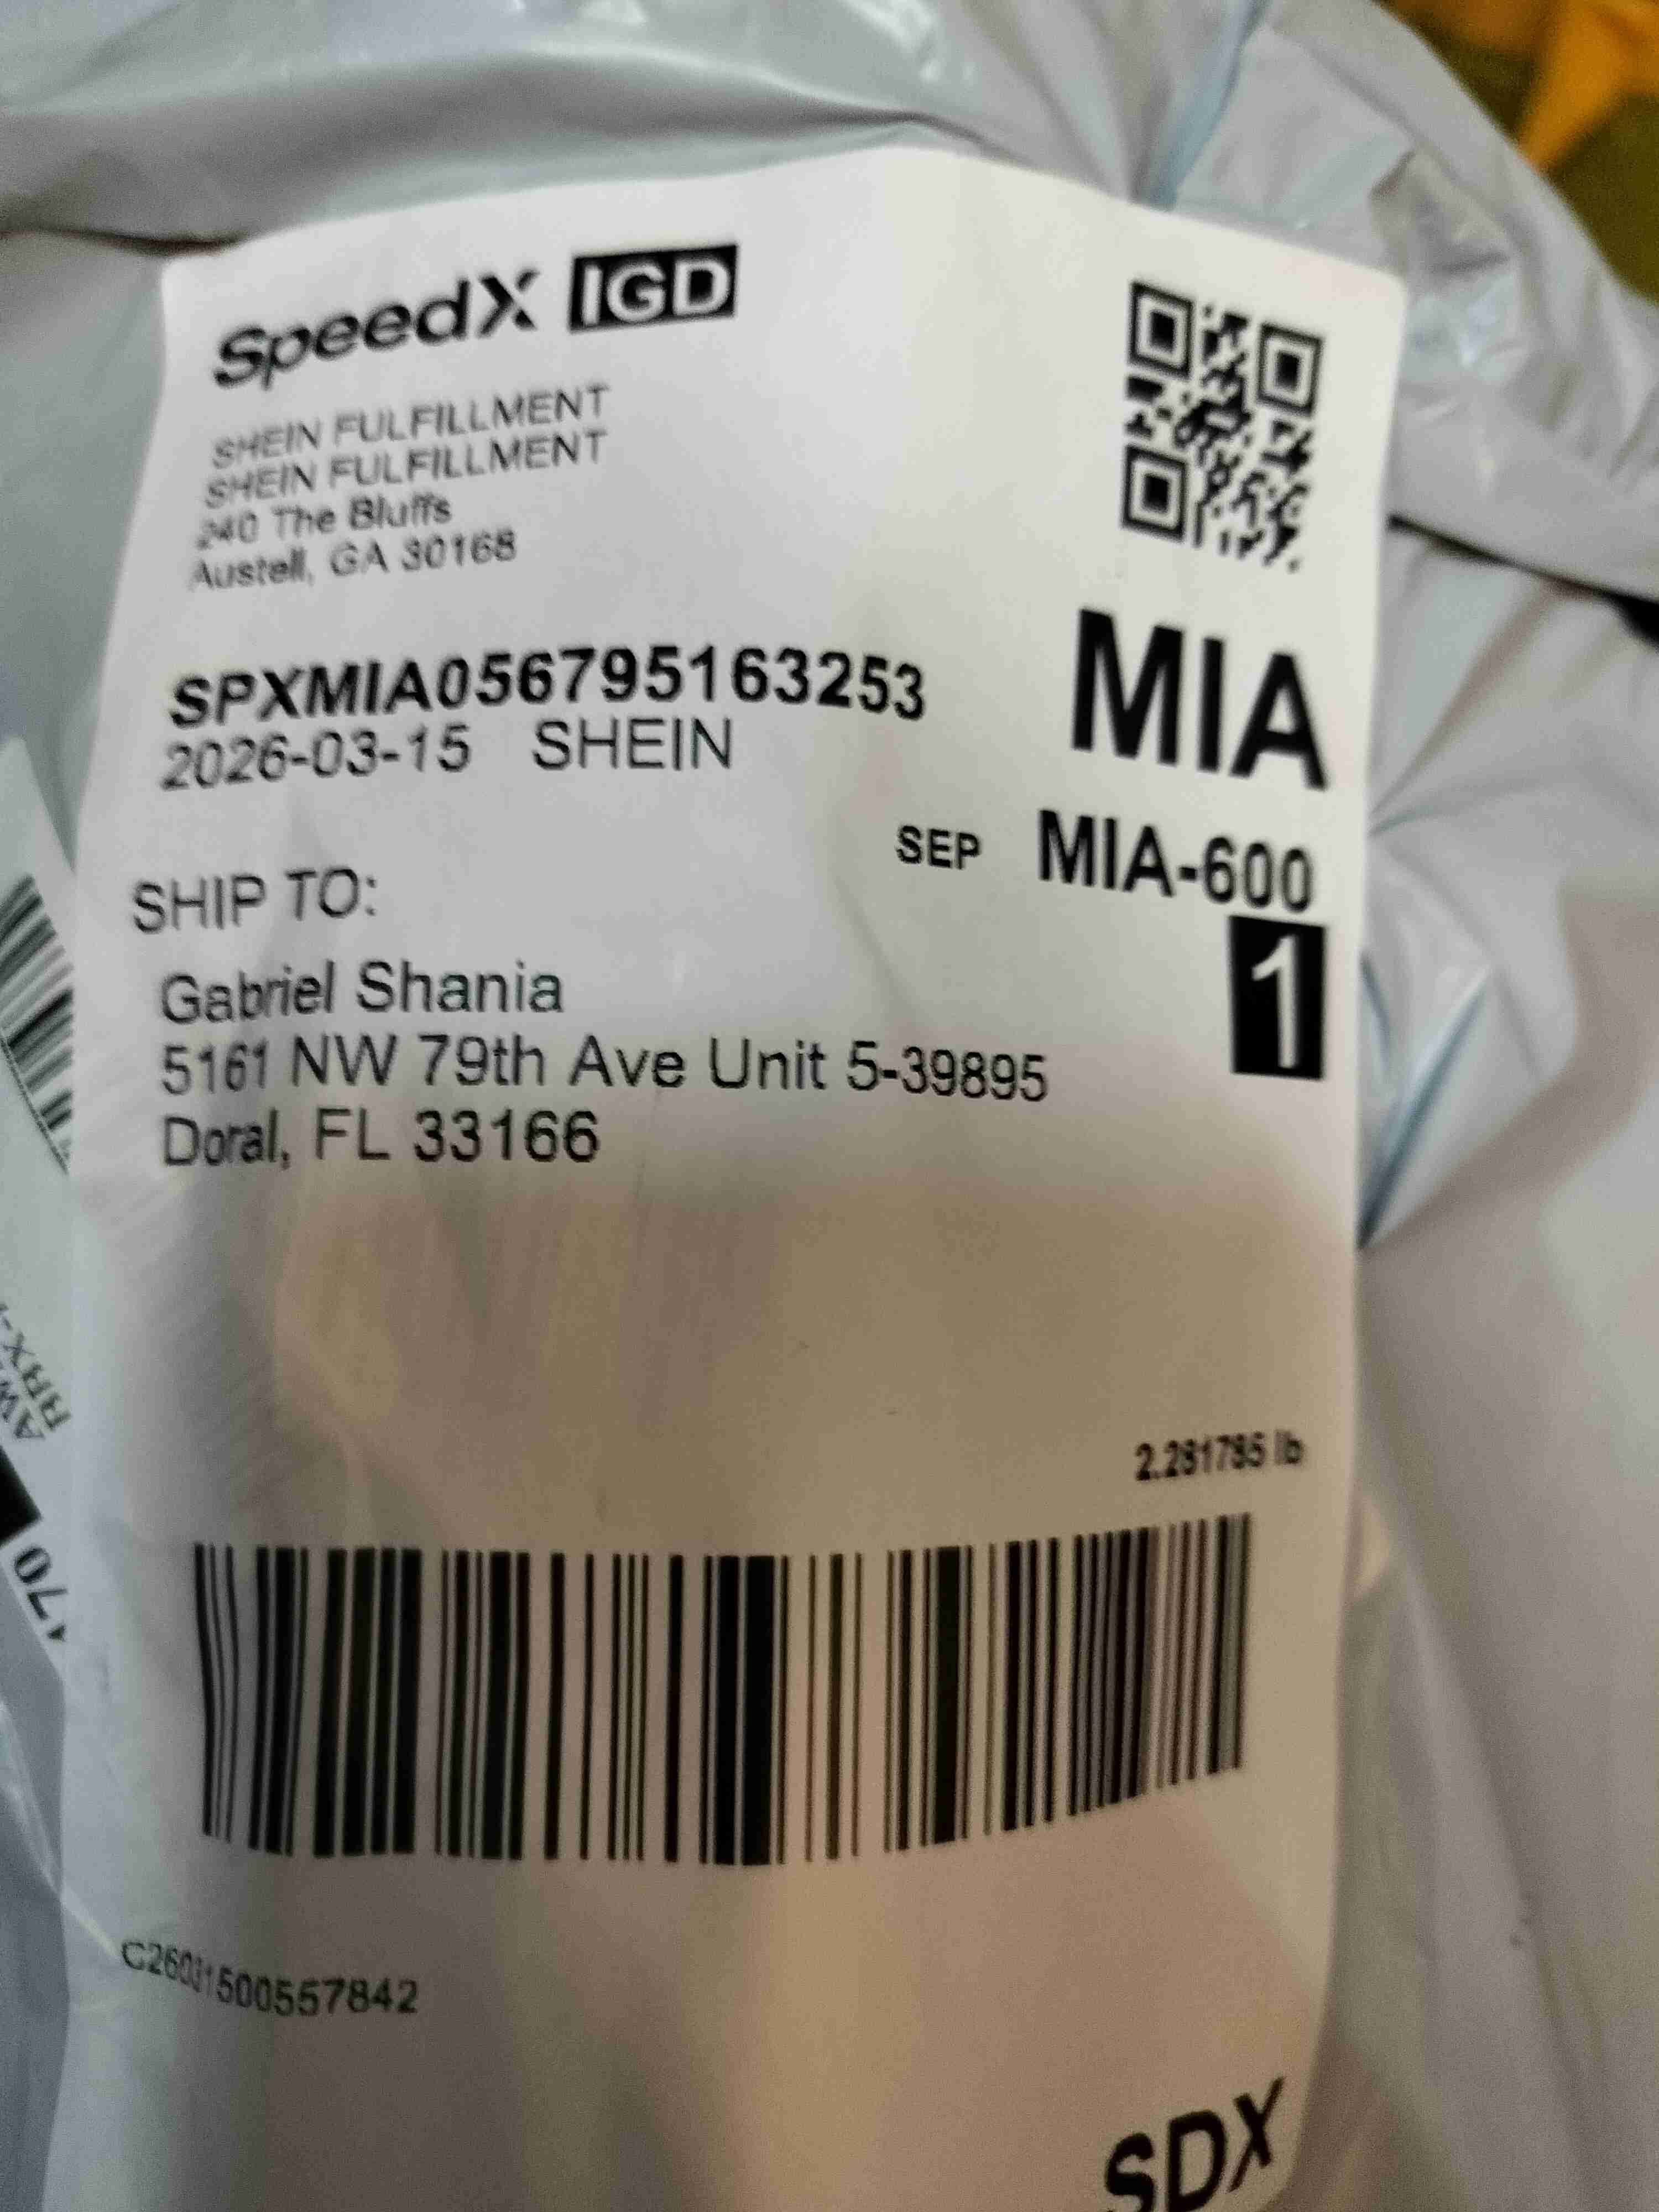 SpeedX IGD
SHEIN FULFILLMENT
SHEIN FULFILLMENT
240 The Bluffs
Austell, GA 30168
SPXMIA056795163253
2026-03-15 SHEIN
MIA
SEP MIA-600
1
SHIP TO:
Gabriel Shania
5161 NW 79th Ave Unit 5-39895
Doral, FL 33166
2.281785 lb
C26031500557842
SDX